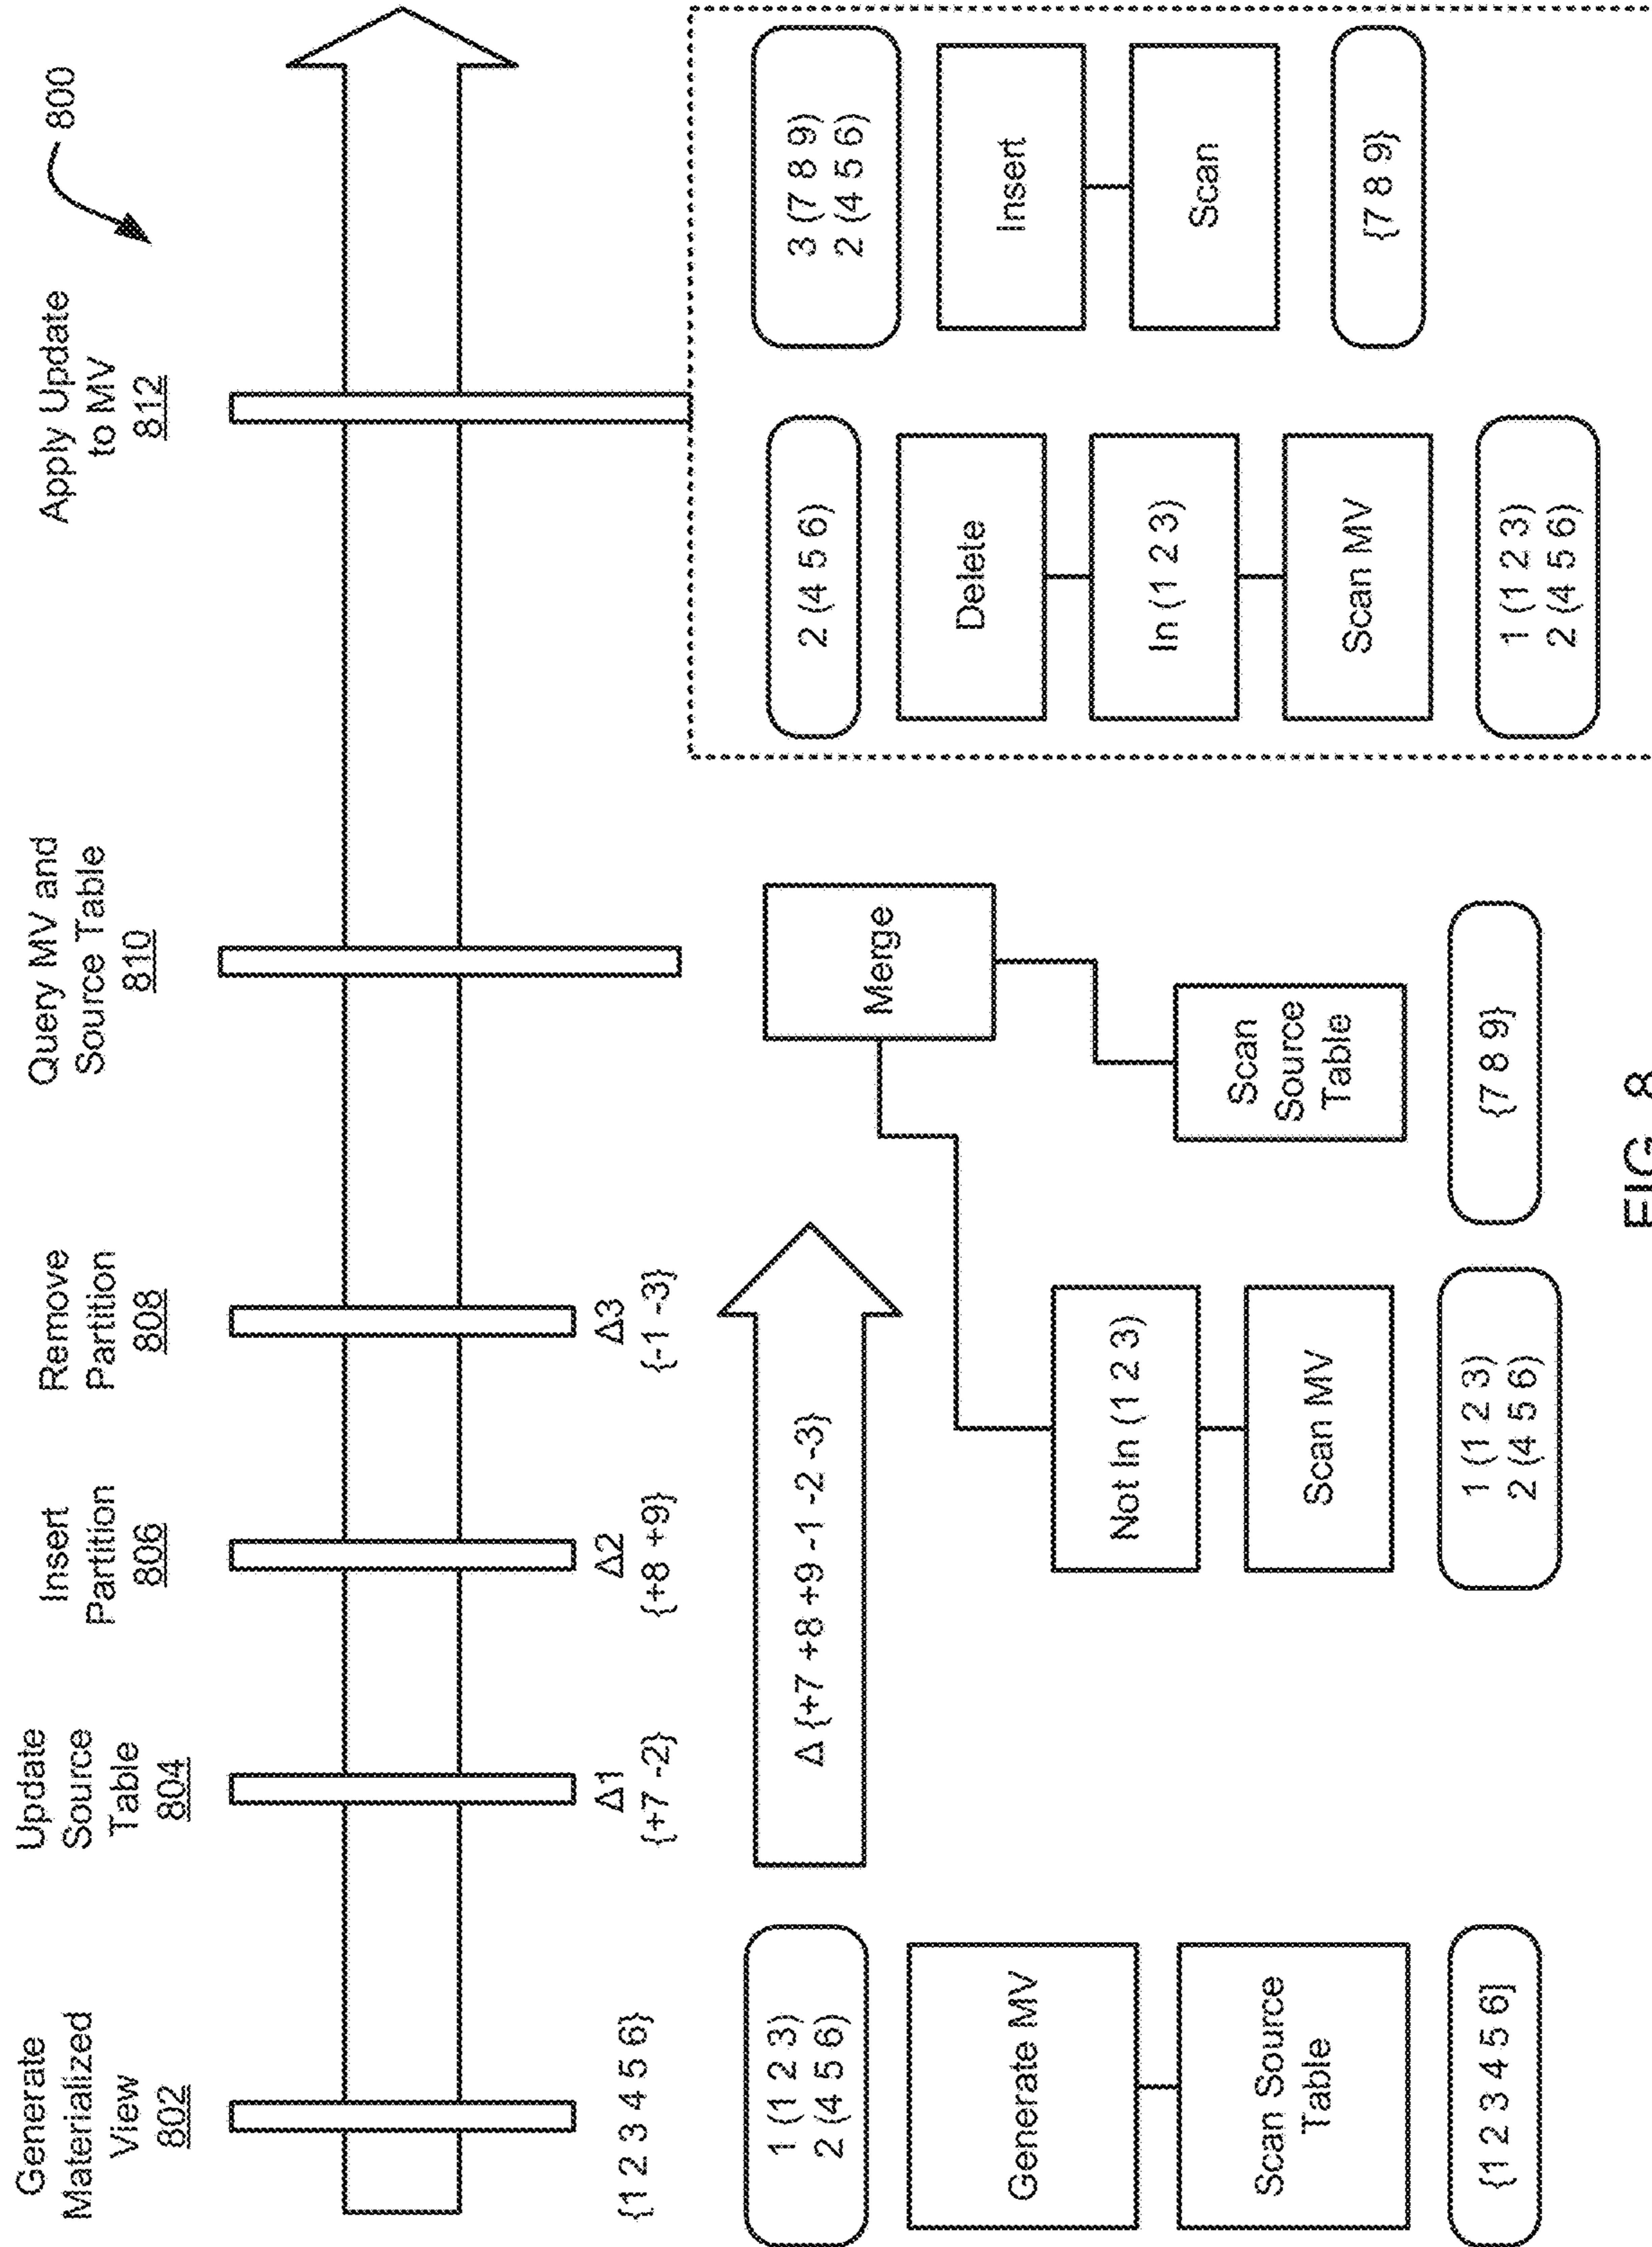 800
Generate
Materialized
View
802
Update
Source
Table
804
Insert
Partition
806
Remove
Partition
808
Query MV and
Source Table
810
Apply Update
to MV
812
{1 2 3 4 5 6}
Δ1
{+7 -2}
Δ2
{+8 +9}
Δ3
{-1 -3}
1 (1 2 3)
2 (4 5 6)
Generate MV
Scan Source
Table
{1 2 3 4 5 6]
Δ {+7 +8 +9 -1 -2 -3}
Merge
Not In (1 2 3)
Scan MV
1 (1 2 3)
2 (4 5 6)
Scan
Source
Table
{7 8 9}
2 (4 5 6)
Delete
In (1 2 3)
Scan MV
1 (1 2 3)
2 (4 5 6)
3 (7 8 9)
2 (4 5 6)
Insert
Scan
{7 8 9}
FIG. 8